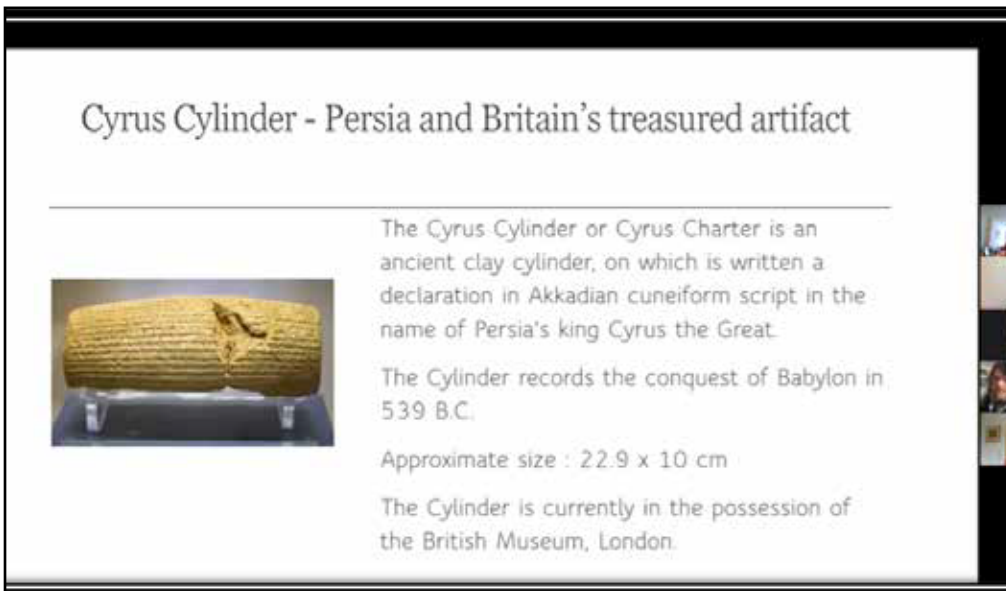 Cyrus Cylinder - Persia and Britain's treasured artifact
The Cyrus Cylinder or Cyrus Charter is an
ancient clay cylinder, on which is written a
declaration in Akkadian cuneiform script in the
name of Persia's king Cyrus the Great.
The Cylinder records the conquest of Babylon in
539 B.C.
Approximate size : 22.9 x 10 cm
The Cylinder is currently in the possession of
the British Museum, London.